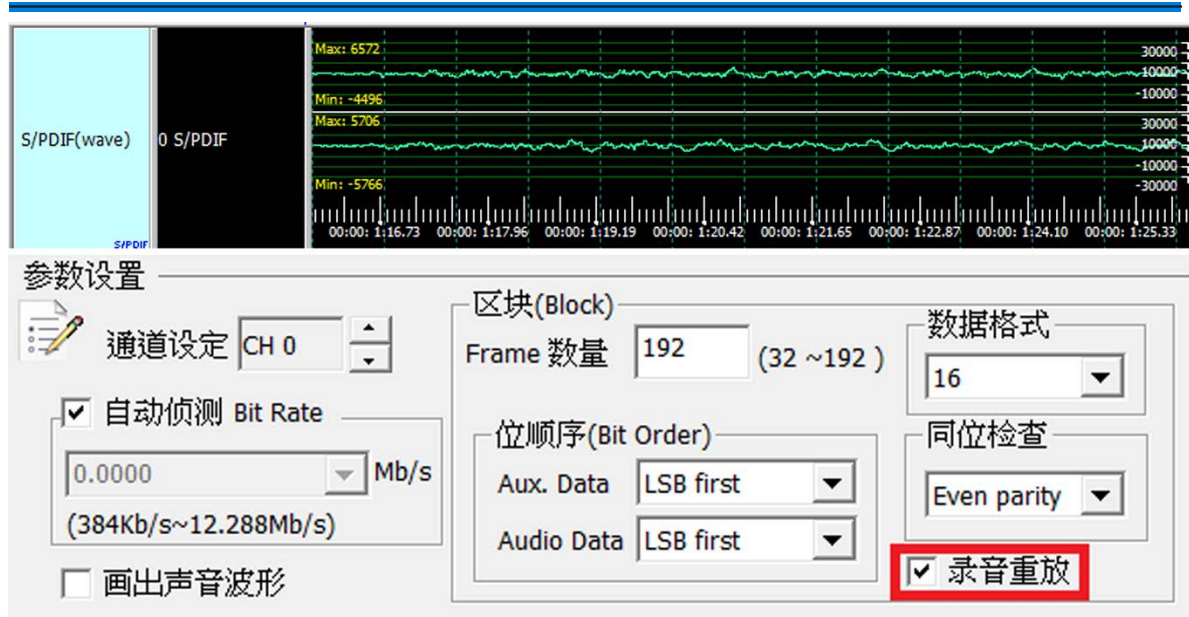 Max: 6572
30000
10000
-10000
Min: -4496
Max: 5706
30000
S/PDIF(wave)
0 S/PDIF
10000
-10000
Min: -5766
-30000
00:00: 1:16.73 00:00: 1:17.96 00:00: 1:19.19 00:00: 1:20.42 00:00: 1:21.65 00:00: 1:22.87 00:00: 1:24.10 00:00: 1:25.33
S/PDIF
参数设置
通道设定 CH 0
自动侦测 Bit Rate
0.0000 Mb/s
(384Kb/s~12.288Mb/s)
画出声音波形
区块(Block)
Frame 数量 192 (32 ~192 )
位顺序(Bit Order)
Aux. Data LSB first
Audio Data LSB first
数据格式
16
同位检查
Even parity
录音重放